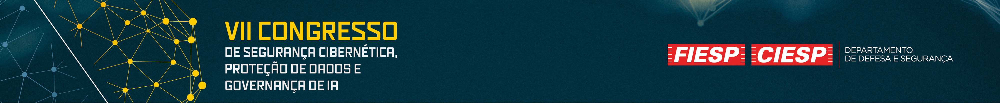 VII CONGRESSO
DE SEGURANÇA CIBERNÉTICA,
PROTEÇÃO DE DADOS E
GOVERNANÇA DE IA
FIESP CIESP
DEPARTAMENTO
DE DEFESA E SEGURANÇA